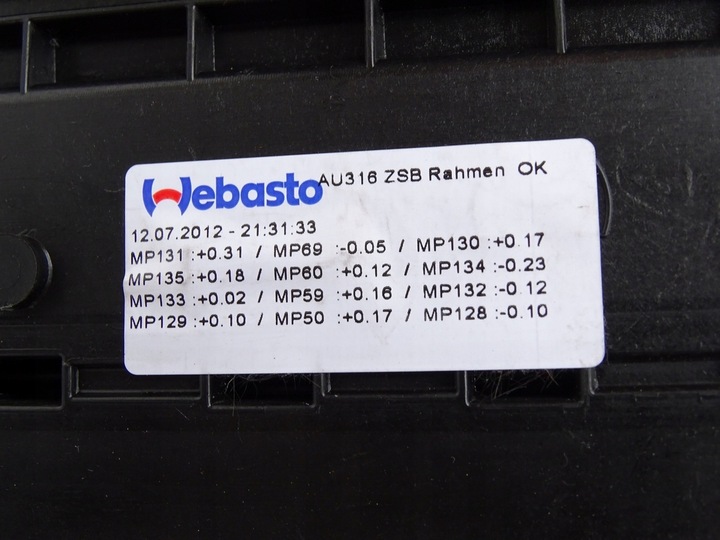 Webasto AU316 ZSB Rahmen OK
12.07.2012 - 21:31:33
MP131 :+0.31 / MP69 :-0.05 / MP130 :+0.17
MP135 :+0.18 / MP60 :+0.12 / MP134 :-0.23
MP133 :+0.02 / MP59 :+0.16 / MP132 :-0.12
MP129 :+0.10 / MP50 :+0.17 / MP128 :-0.10